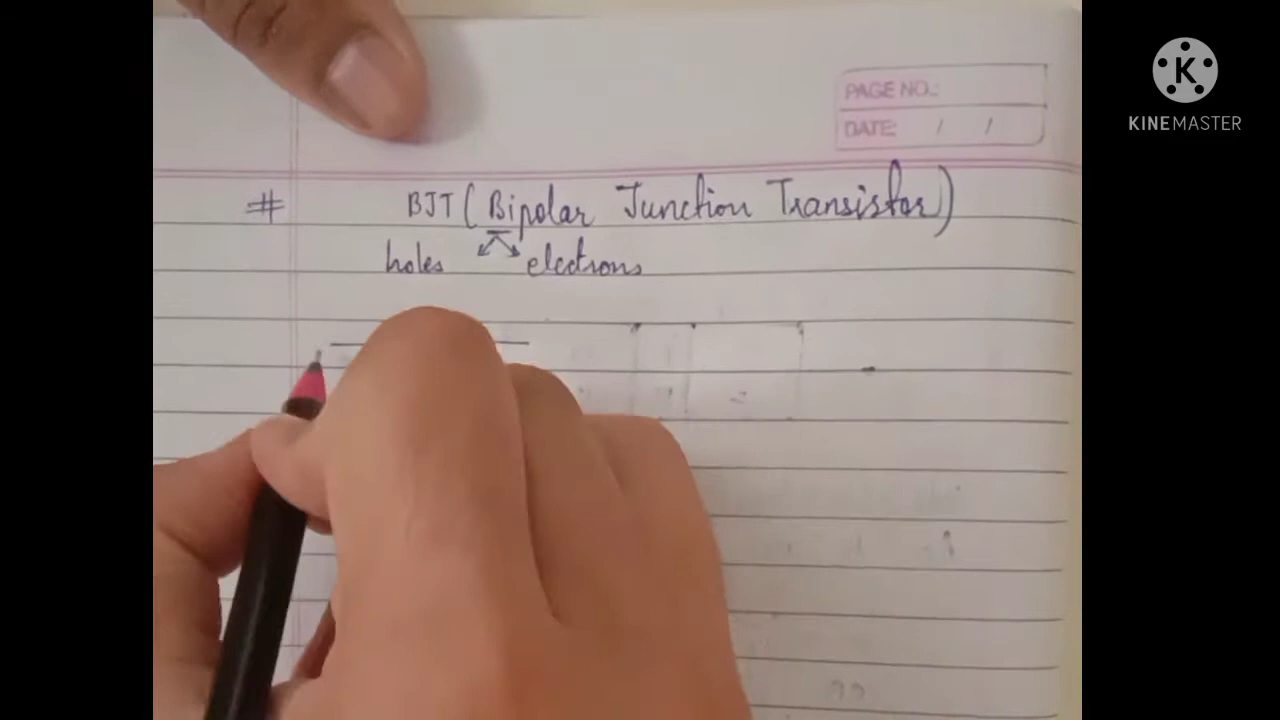 K
KINEMASTER
PAGE NO.:
DATE: / /
# BJT ( Bipolar Junction Transistor)
holes electrons